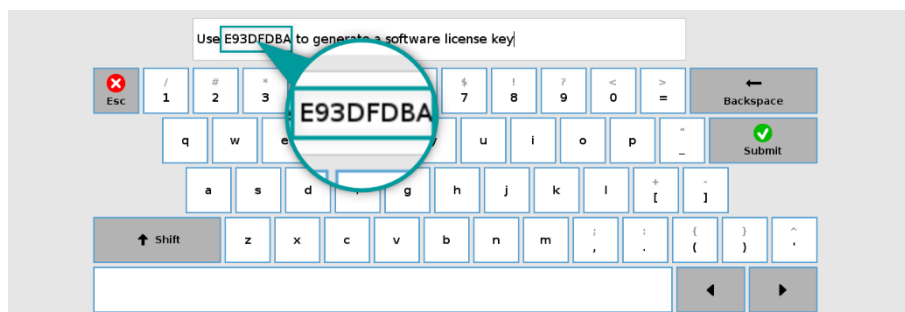 Use E93DFDBA to generate a software license key
E93DFDBA
Esc / 1 # 2 * 3 $ 7 ! 8 ? 9 < 0 > = Backspace
q w e u i o p " _ Submit
a s d g h j k l + [ - ]
Shift z x c v b n m ; , : . { ( } ) ^ '